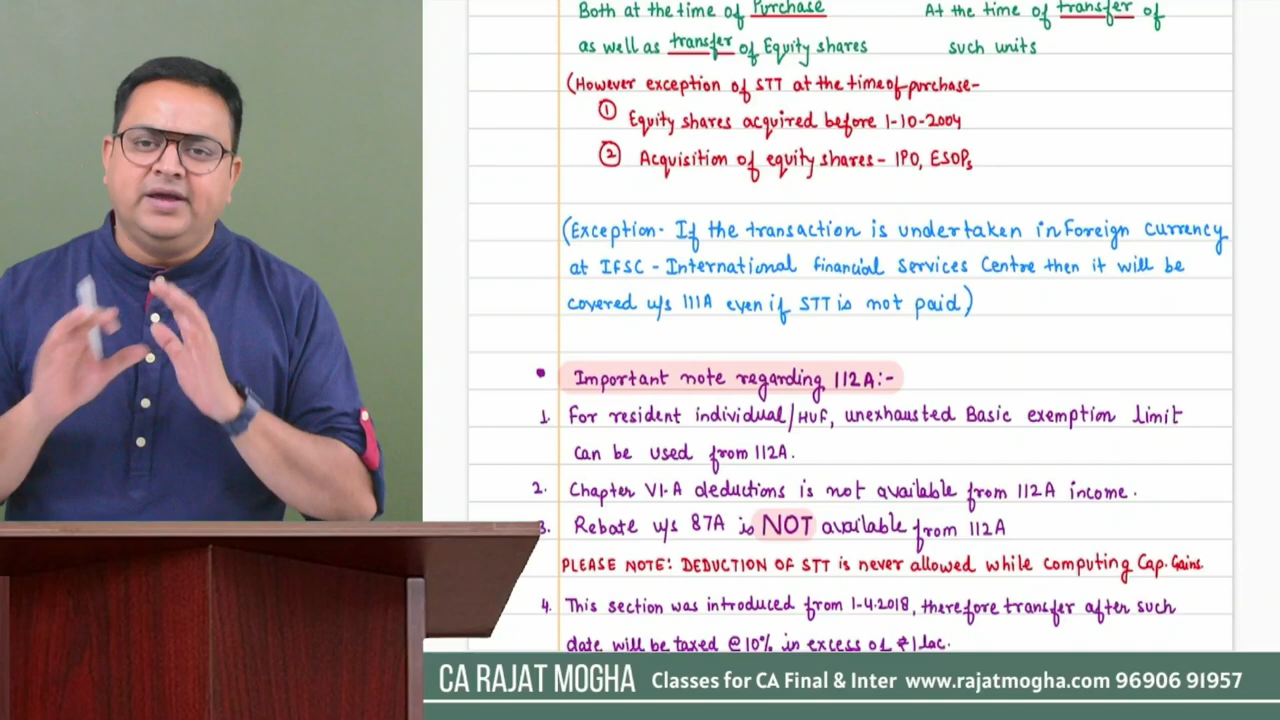 Both at the time of Purchase
as well as transfer of Equity shares
At the time of transfer of
such units
(However exception of STT at the time of purchase-
① Equity shares acquired before 1-10-2004
② Acquisition of equity shares - IPO, ESOPs
(Exception- If the transaction is undertaken in Foreign currency
at IFSC - International financial Services Centre then it will be
covered u/s 111A even if STT is not paid)
• Important note regarding 112A:-
1. For resident individual/HUF, unexhausted Basic exemption limit
can be used from 112A.
2. Chapter VI-A deductions is not available from 112A income.
3. Rebate u/s 87A is NOT available from 112A
PLEASE NOTE: DEDUCTION OF STT is never allowed while computing Cap. Gains
4. This section was introduced from 1-4-2018, therefore transfer after such
date will be taxed @10% in excess of ₹1 lac.
CA RAJAT MOGHA Classes for CA Final & Inter www.rajatmogha.com 96906 91957